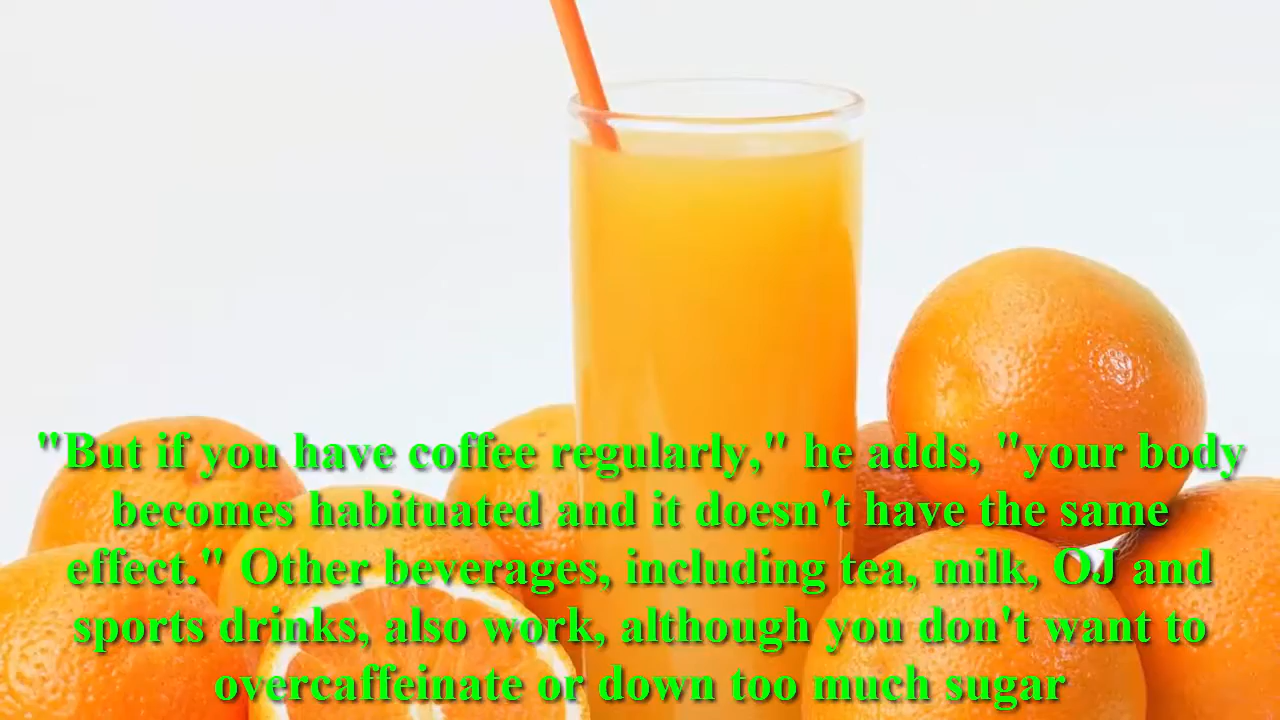 "But if you have coffee regularly," he adds, "your body
becomes habituated and it doesn't have the same
effect." Other beverages, including tea, milk, OJ and
sports drinks, also work, although you don't want to
overcaffeinate or down too much sugar